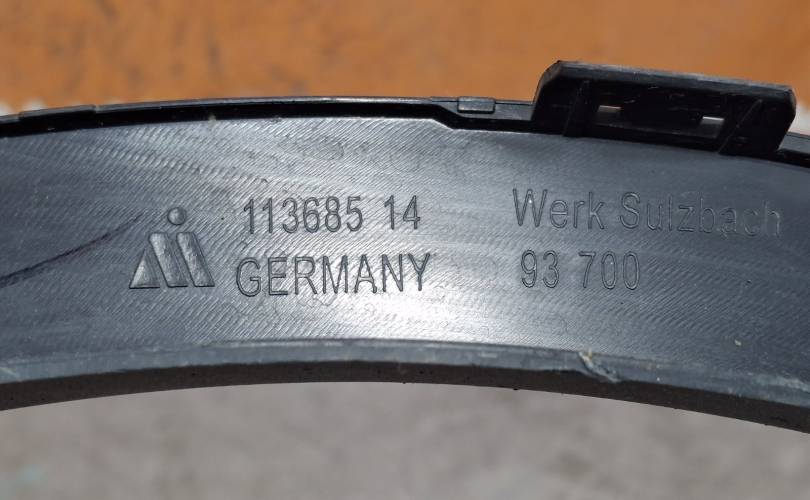 113685 14
GERMANY
Werk Sulzbach
93 700